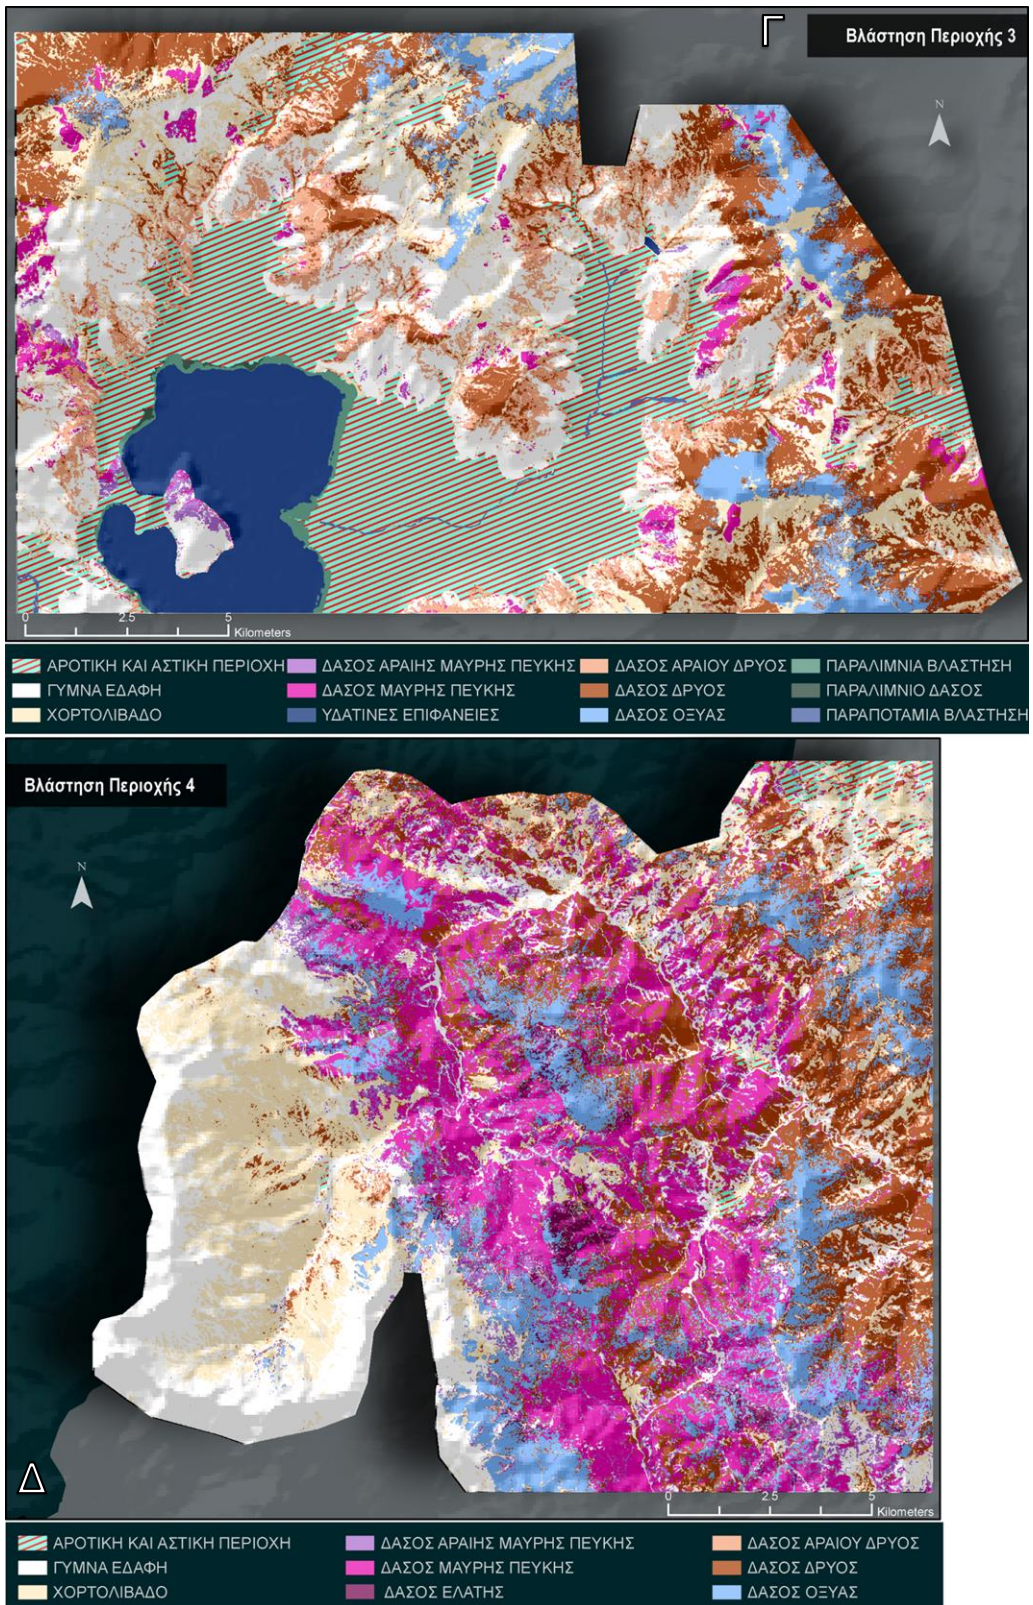 Γ
Βλάστηση Περιοχής 3
N
0 2.5 5
Kilometers
ΑΡΟΤΙΚΗ ΚΑΙ ΑΣΤΙΚΗ ΠΕΡΙΟΧΗ ΔΑΣΟΣ ΑΡΑΙΗΣ ΜΑΥΡΗΣ ΠΕΥΚΗΣ ΔΑΣΟΣ ΑΡΑΙΟΥ ΔΡΥΟΣ ΠΑΡΑΛΙΜΝΙΑ ΒΛΑΣΤΗΣΗ
ΓΥΜΝΑ ΕΔΑΦΗ ΔΑΣΟΣ ΜΑΥΡΗΣ ΠΕΥΚΗΣ ΔΑΣΟΣ ΔΡΥΟΣ ΠΑΡΑΛΙΜΝΙΟ ΔΑΣΟΣ
ΧΟΡΤΟΛΙΒΑΔΟ ΥΔΑΤΙΝΕΣ ΕΠΙΦΑΝΕΙΕΣ ΔΑΣΟΣ ΟΞΥΑΣ ΠΑΡΑΠΟΤΑΜΙΑ ΒΛΑΣΤΗΣΗ
Βλάστηση Περιοχής 4
N
Δ
0 2.5 5
Kilometers
ΑΡΟΤΙΚΗ ΚΑΙ ΑΣΤΙΚΗ ΠΕΡΙΟΧΗ ΔΑΣΟΣ ΑΡΑΙΗΣ ΜΑΥΡΗΣ ΠΕΥΚΗΣ ΔΑΣΟΣ ΑΡΑΙΟΥ ΔΡΥΟΣ
ΓΥΜΝΑ ΕΔΑΦΗ ΔΑΣΟΣ ΜΑΥΡΗΣ ΠΕΥΚΗΣ ΔΑΣΟΣ ΔΡΥΟΣ
ΧΟΡΤΟΛΙΒΑΔΟ ΔΑΣΟΣ ΕΛΑΤΗΣ ΔΑΣΟΣ ΟΞΥΑΣ